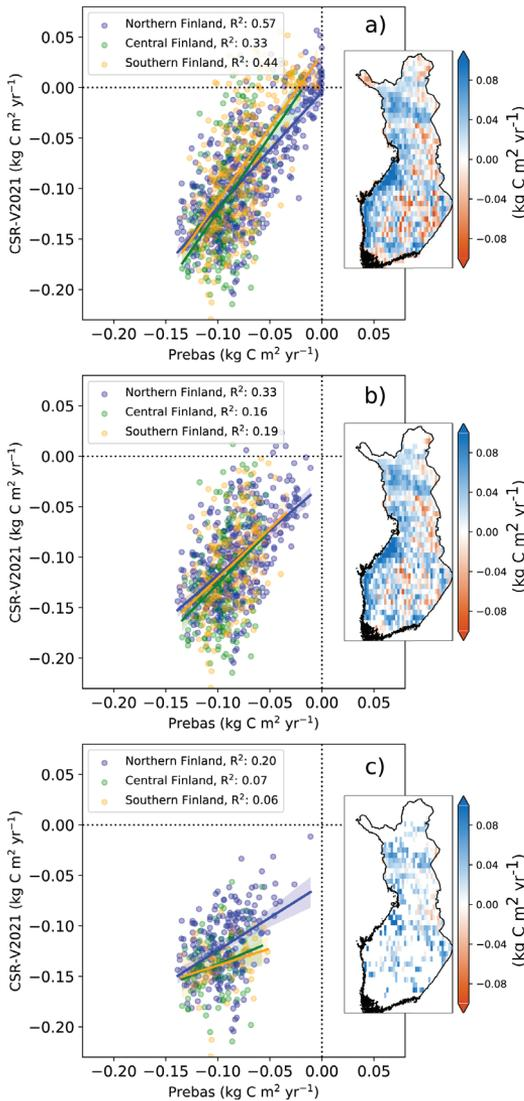 a)
Northern Finland, R²: 0.57
Central Finland, R²: 0.33
Southern Finland, R²: 0.44
0.05
0.00
−0.05
−0.10
−0.15
−0.20
CSR-V2021 (kg C m² yr⁻¹)
−0.20 −0.15 −0.10 −0.05 0.00 0.05
Prebas (kg C m² yr⁻¹)
0.08
0.04
0.00
−0.04
−0.08
(kg C m² yr⁻¹)
b)
Northern Finland, R²: 0.33
Central Finland, R²: 0.16
Southern Finland, R²: 0.19
0.05
0.00
−0.05
−0.10
−0.15
−0.20
CSR-V2021 (kg C m² yr⁻¹)
−0.20 −0.15 −0.10 −0.05 0.00 0.05
Prebas (kg C m² yr⁻¹)
0.08
0.04
0.00
−0.04
−0.08
(kg C m² yr⁻¹)
c)
Northern Finland, R²: 0.20
Central Finland, R²: 0.07
Southern Finland, R²: 0.06
0.05
0.00
−0.05
−0.10
−0.15
−0.20
CSR-V2021 (kg C m² yr⁻¹)
−0.20 −0.15 −0.10 −0.05 0.00 0.05
Prebas (kg C m² yr⁻¹)
0.08
0.04
0.00
−0.04
−0.08
(kg C m² yr⁻¹)